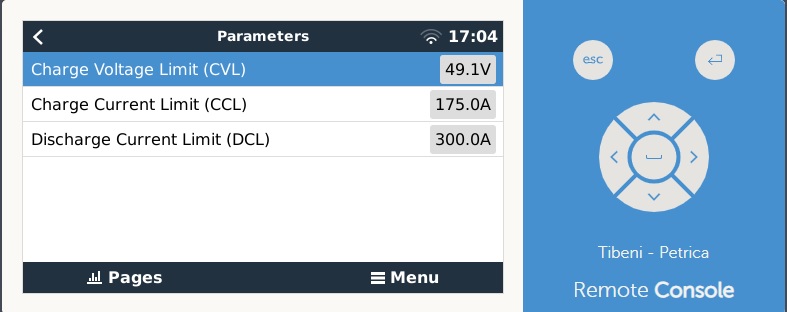 Parameters 17:04
Charge Voltage Limit (CVL) 49.1V
Charge Current Limit (CCL) 175.0A
Discharge Current Limit (DCL) 300.0A
Pages Menu
esc
Tibeni - Petrica
Remote Console